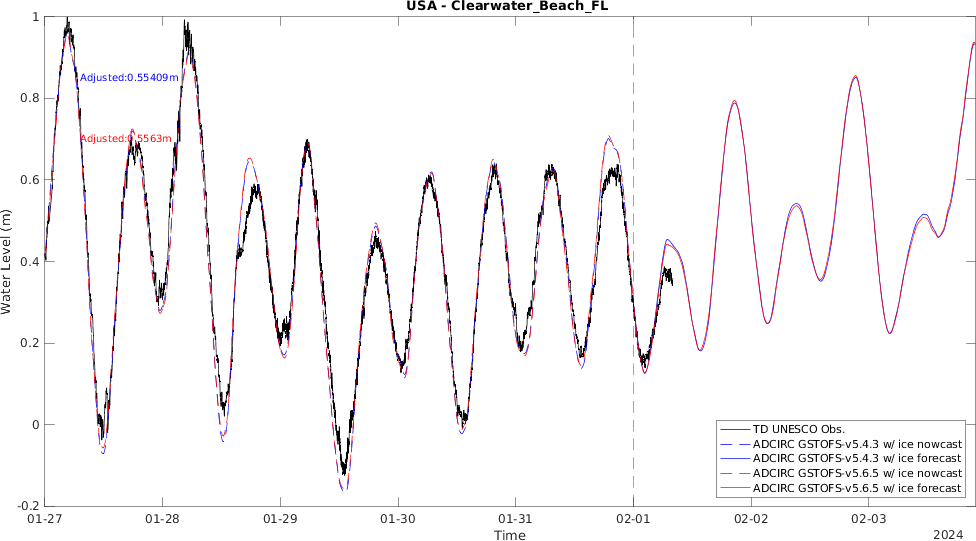 USA - Clearwater_Beach_FL
1
0.8
0.6
0.4
0.2
0
-0.2
Water Level (m)
Adjusted:0.55409m
Adjusted:0.5563m
TD UNESCO Obs.
ADCIRC GSTOFS-v5.4.3 w/ ice nowcast
ADCIRC GSTOFS-v5.4.3 w/ ice forecast
ADCIRC GSTOFS-v5.6.5 w/ ice nowcast
ADCIRC GSTOFS-v5.6.5 w/ ice forecast
01-27 01-28 01-29 01-30 01-31 02-01 02-02 02-03
Time
2024